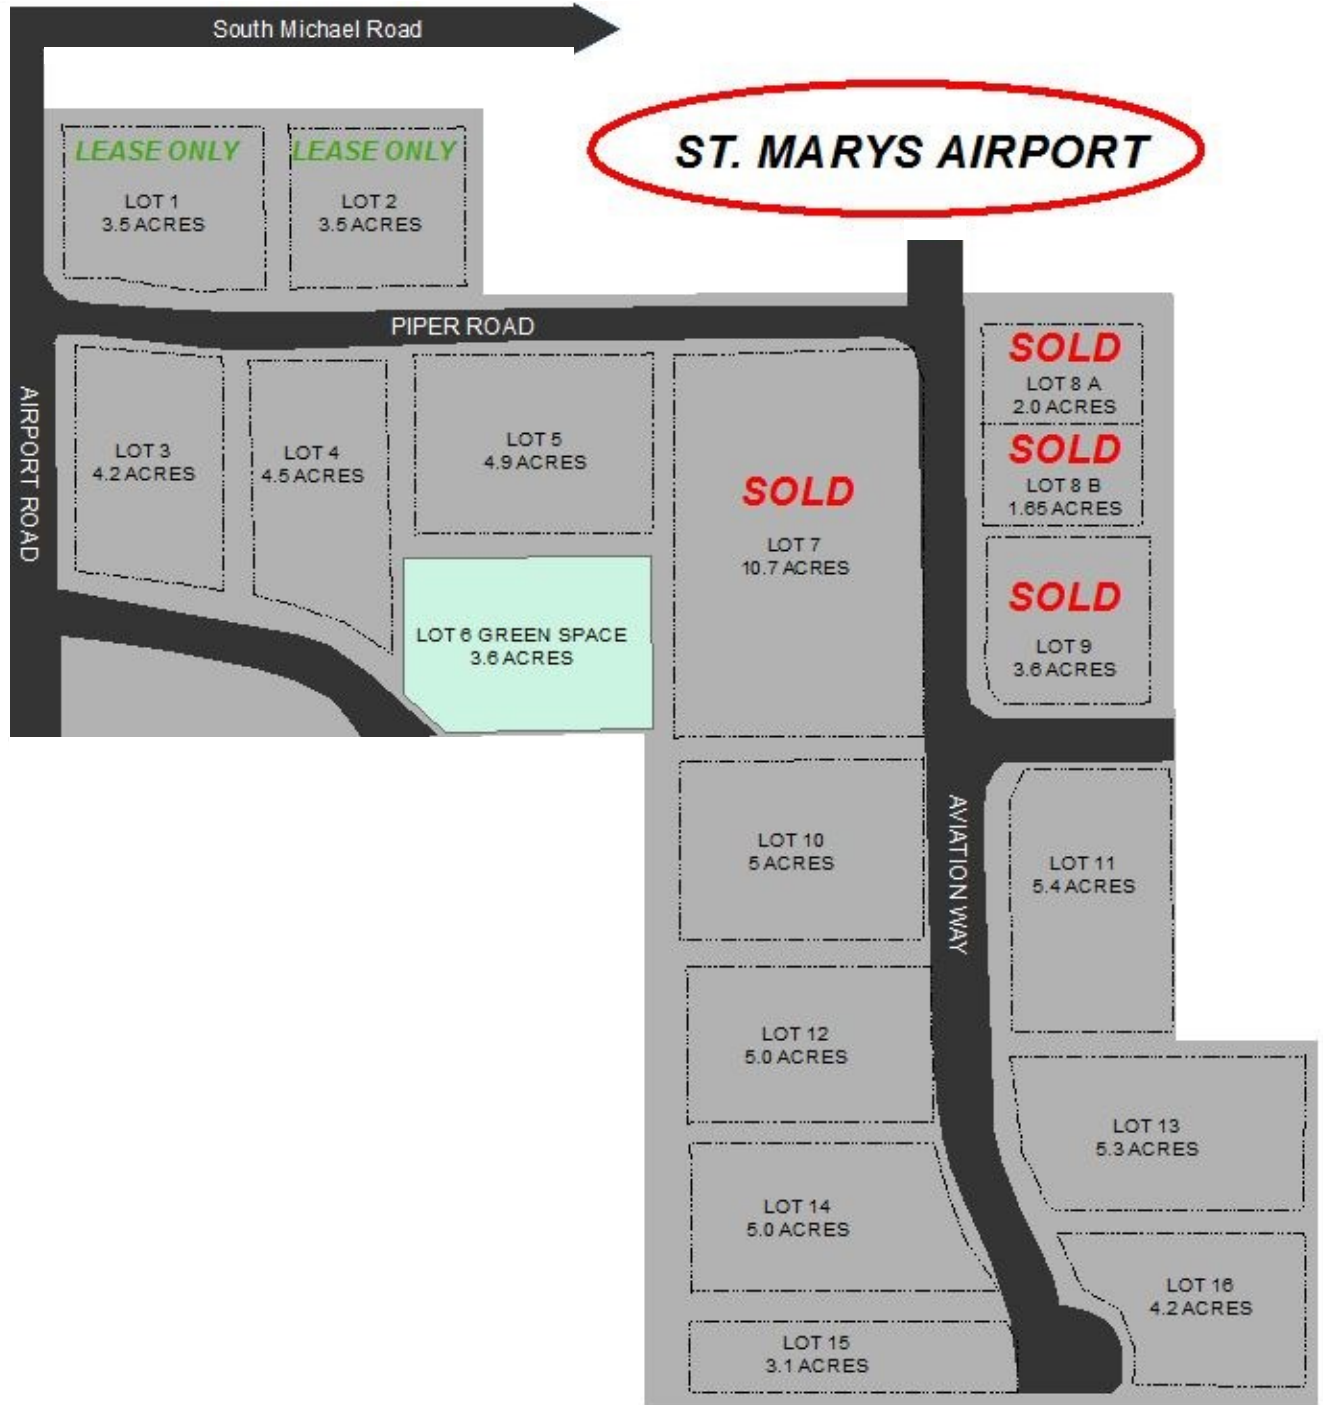 South Michael Road
ST. MARYS AIRPORT
LEASE ONLY
LOT 1
3.5 ACRES
LEASE ONLY
LOT 2
3.5 ACRES
PIPER ROAD
AIRPORT ROAD
LOT 3
4.2 ACRES
LOT 4
4.5 ACRES
LOT 5
4.9 ACRES
LOT 6 GREEN SPACE
3.6 ACRES
SOLD
LOT 7
10.7 ACRES
SOLD
LOT 8 A
2.0 ACRES
SOLD
LOT 8 B
1.65 ACRES
SOLD
LOT 9
3.6 ACRES
AVIATION WAY
LOT 10
5 ACRES
LOT 11
5.4 ACRES
LOT 12
5.0 ACRES
LOT 13
5.3 ACRES
LOT 14
5.0 ACRES
LOT 15
3.1 ACRES
LOT 16
4.2 ACRES